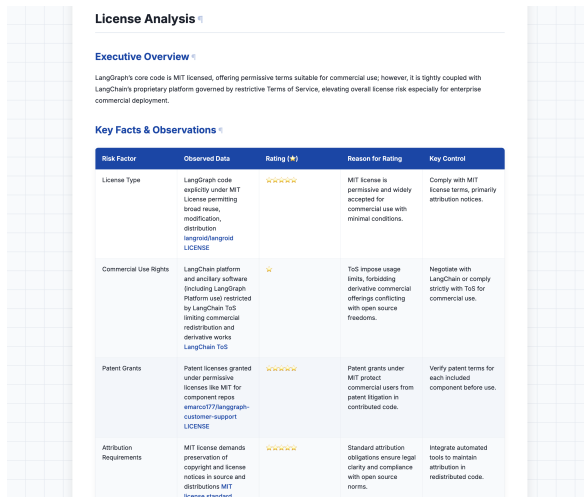 License Analysis ¶
Executive Overview ¶
LangGraph's core code is MIT licensed, offering permissive terms suitable for commercial use; however, it is tightly coupled with
LangChain's proprietary platform governed by restrictive Terms of Service, elevating overall license risk especially for enterprise
commercial deployment.
Key Facts & Observations ¶
Risk Factor
Observed Data
Rating (⭐)
Reason for Rating
Key Control
License Type
LangGraph code
explicitly under MIT
License permitting
broad reuse,
modification,
distribution
langroid/langroid
LICENSE
⭐⭐⭐⭐⭐
MIT license is
permissive and widely
accepted for
commercial use with
minimal conditions.
Comply with MIT
license terms, primarily
attribution notices.
Commercial Use Rights
LangChain platform
and ancillary software
(including LangGraph
Platform use) restricted
by LangChain ToS
limiting commercial
redistribution and
derivative works
LangChain ToS
⭐
ToS impose usage
limits, forbidding
derivative commercial
offerings conflicting
with open source
freedoms.
Negotiate with
LangChain or comply
strictly with ToS for
commercial use.
Patent Grants
Patent licenses granted
under permissive
licenses like MIT for
component repos
emarco177/langgraph-
customer-support
LICENSE
⭐⭐⭐⭐⭐
Patent grants under
MIT protect
commercial users from
patent litigation in
contributed code.
Verify patent terms for
each included
component before use.
Attribution
Requirements
MIT license demands
preservation of
copyright and license
notices in source and
distributions MIT
license standard
⭐⭐⭐⭐⭐
Standard attribution
obligations ensure legal
clarity and compliance
with open source
norms.
Integrate automated
tools to maintain
attribution in
redistributed code.